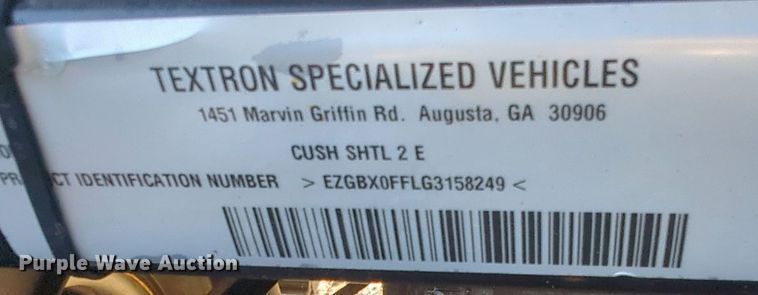 TEXTRON SPECIALIZED VEHICLES
1451 Marvin Griffin Rd. Augusta, GA 30906
CUSH SHTL 2 E
CT IDENTIFICATION NUMBER > EZGBX0FFLG3158249 <
Purple Wave Auction